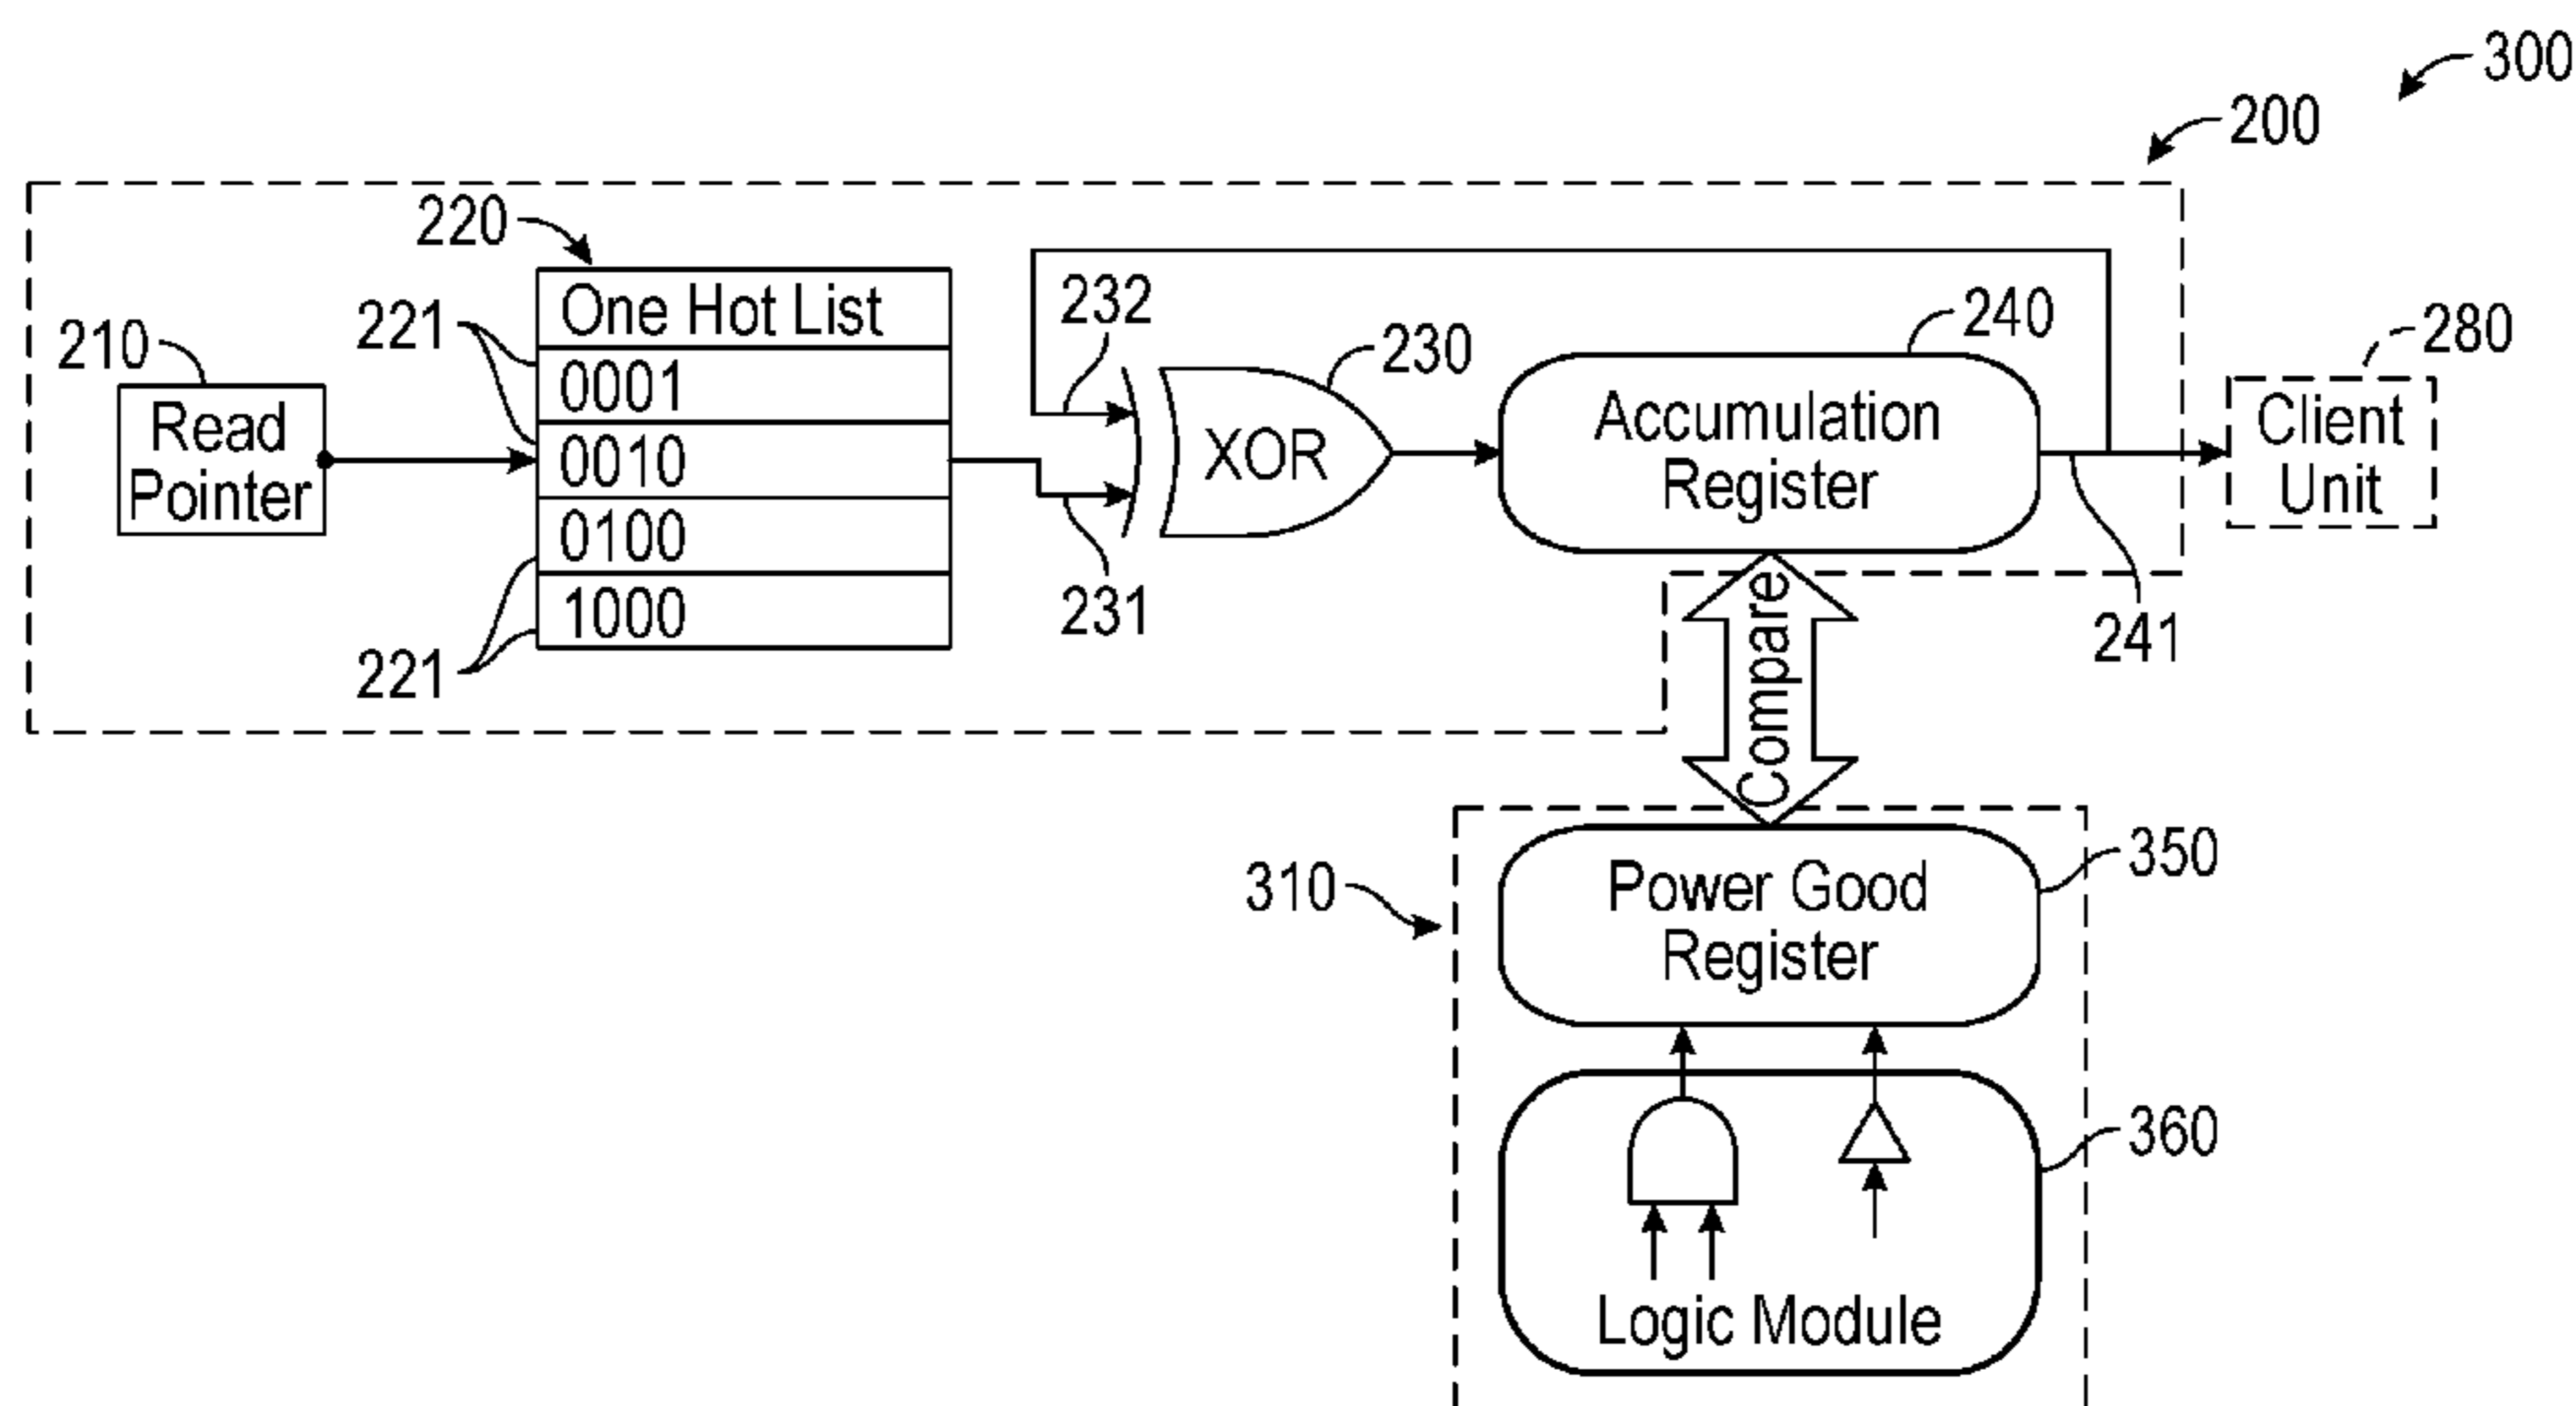 300
200
220
One Hot List
221
232
240
280
210
0001
230
Read
Pointer
0010
XOR
Accumulation
Register
Client
Unit
0100
231
241
1000
221
Compare
310
Power Good
Register
350
360
Logic Module